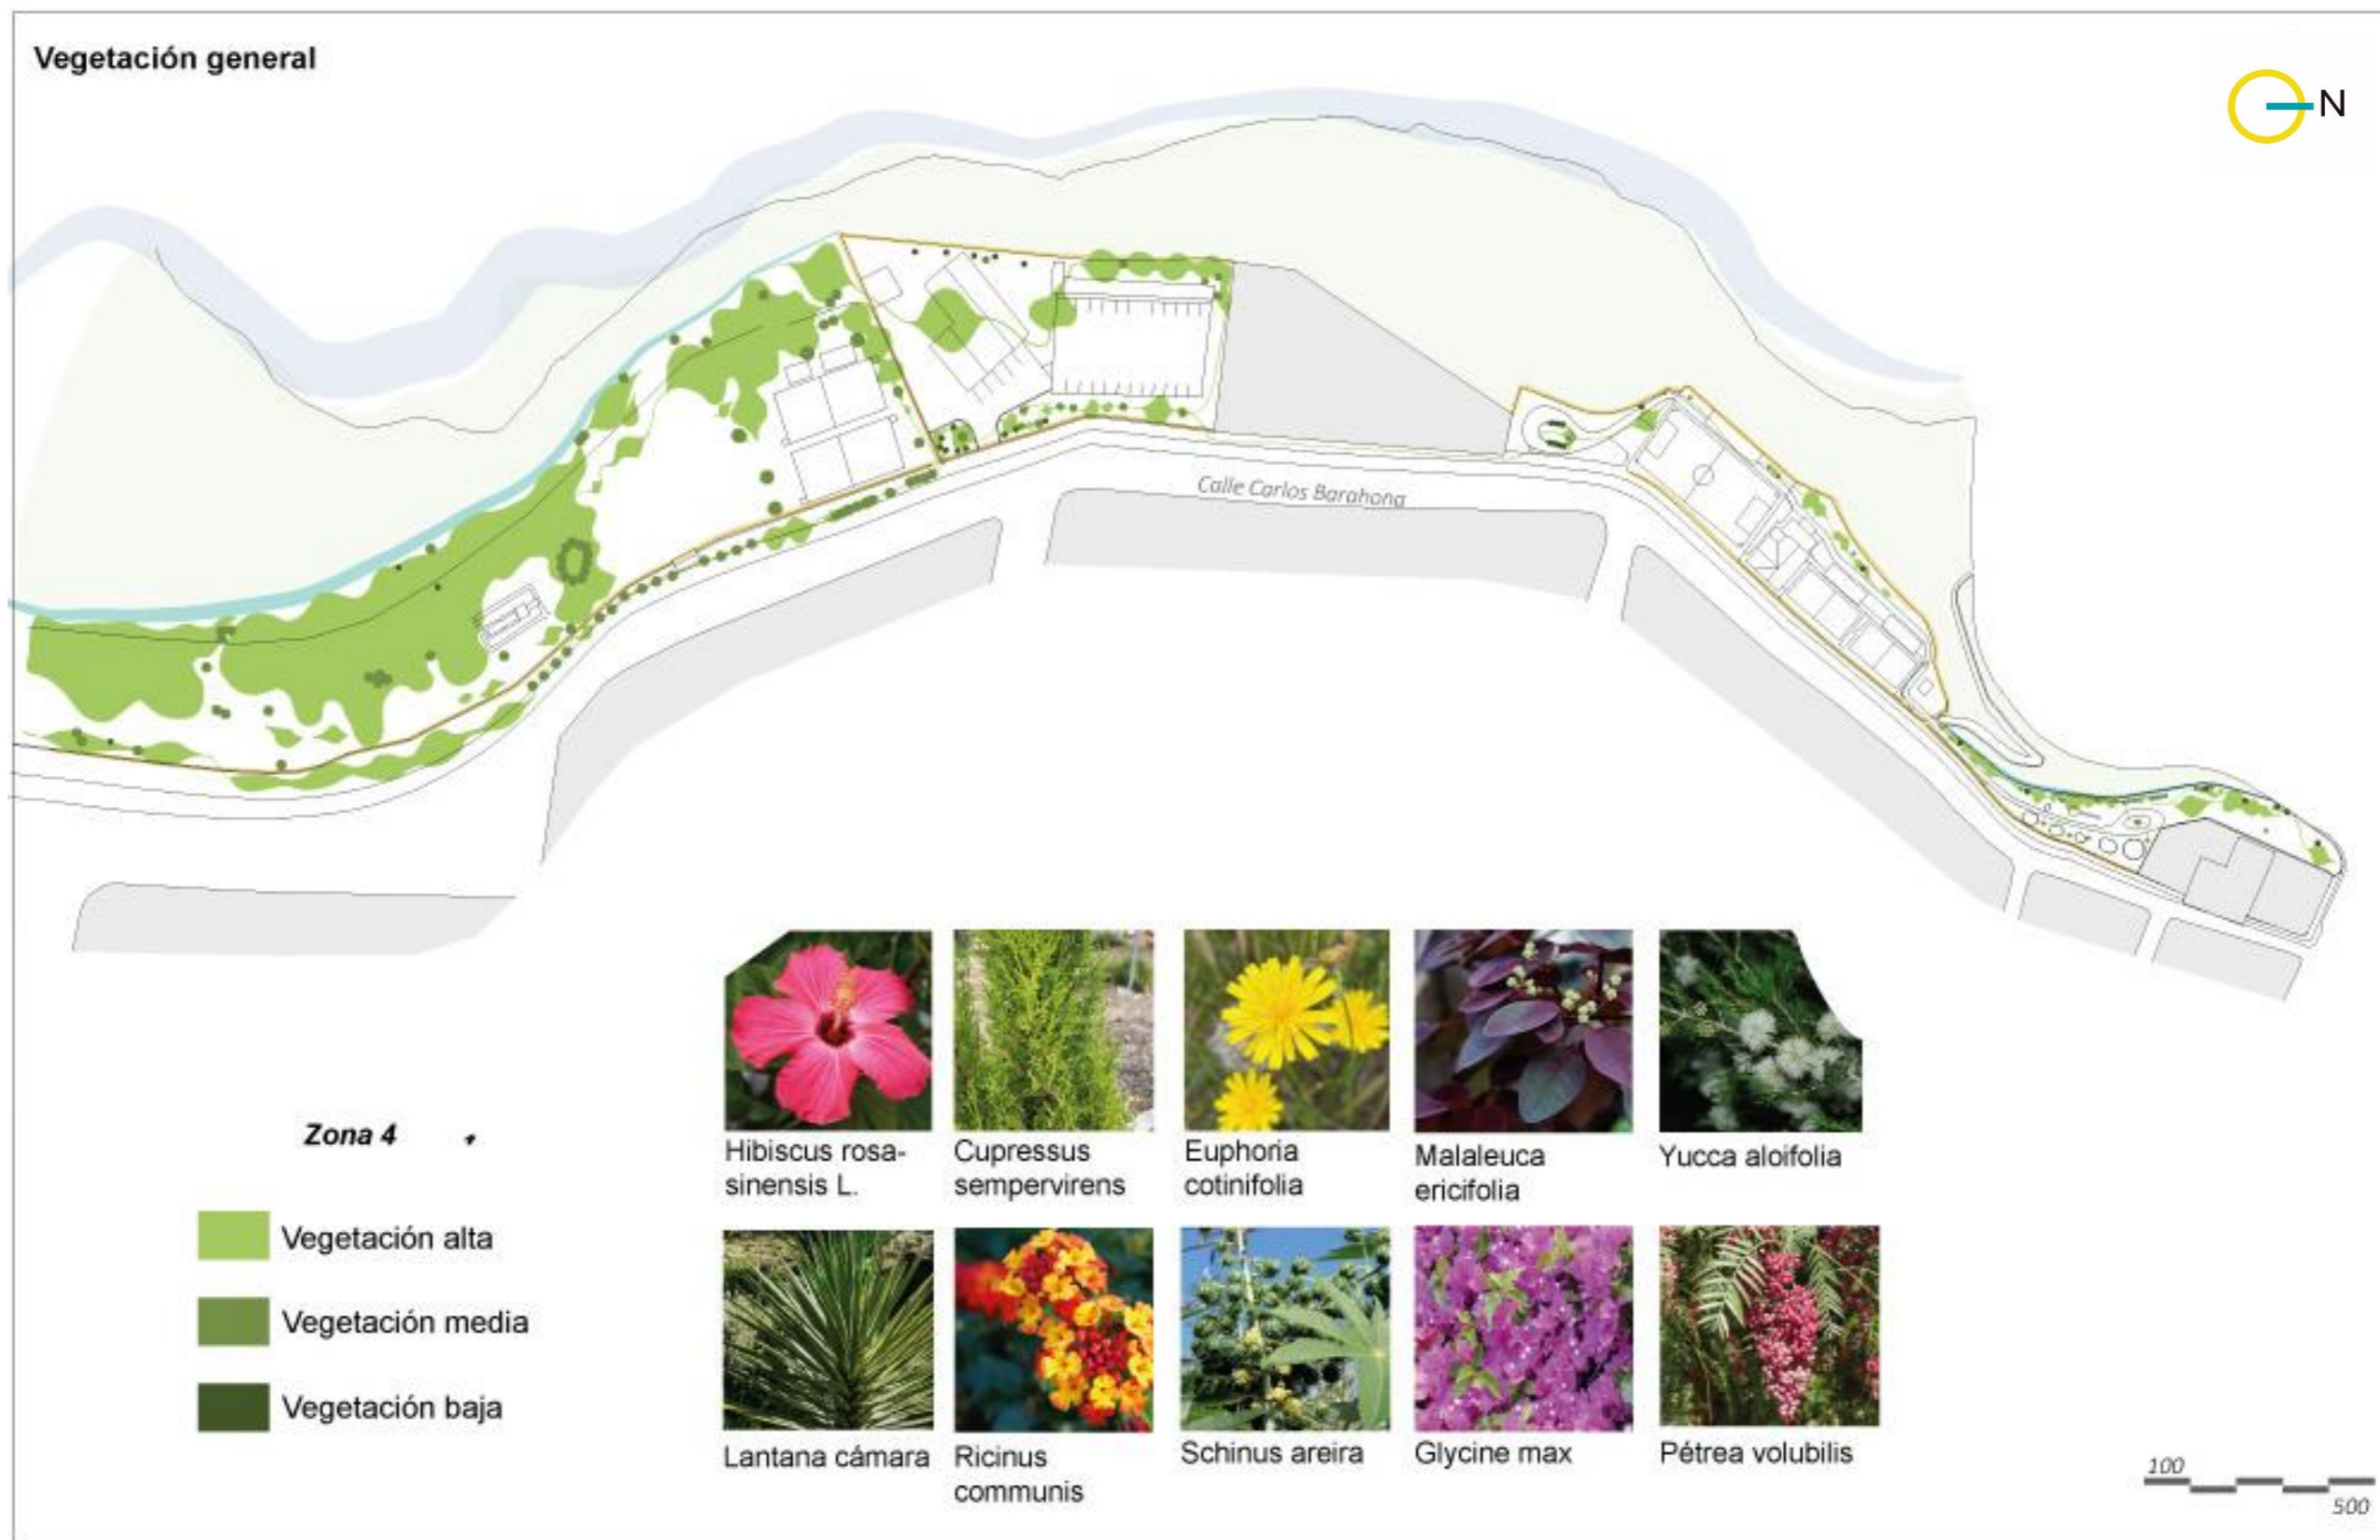 Vegetación general
N
Calle Carlos Barahona
Hibiscus rosa-
sinensis L.
Cupressus
sempervirens
Euphoria
cotinifolia
Malaleuca
ericifolia
Yucca aloifolia
Zona 4
Vegetación alta
Vegetación media
Vegetación baja
Lantana cámara
Ricinus
communis
Schinus areira
Glycine max
Pétrea volubilis
100
500